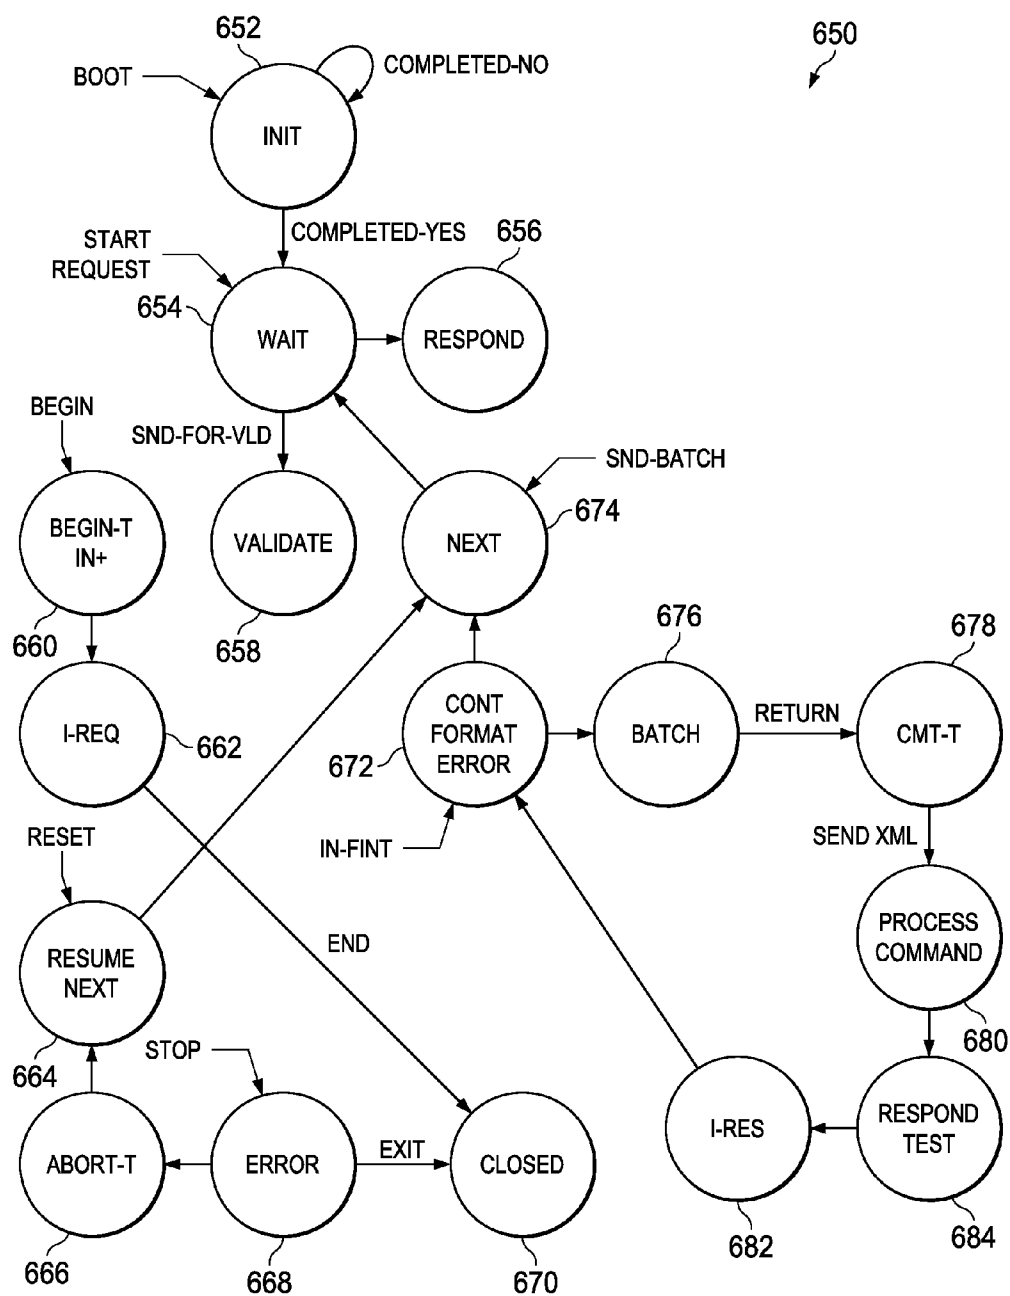 652
650
BOOT
COMPLETED-NO
INIT
COMPLETED-YES
656
START
REQUEST
654
WAIT
RESPOND
BEGIN
SND-FOR-VLD
SND-BATCH
674
BEGIN-T
IN+
VALIDATE
NEXT
660
658
676
678
I-REQ
662
CONT
FORMAT
ERROR
672
BATCH
RETURN
CMT-T
RESET
IN-FINT
SEND XML
PROCESS
COMMAND
END
RESUME
NEXT
680
664
STOP
RESPOND
TEST
I-RES
ABORT-T
ERROR
EXIT
CLOSED
684
682
666
668
670